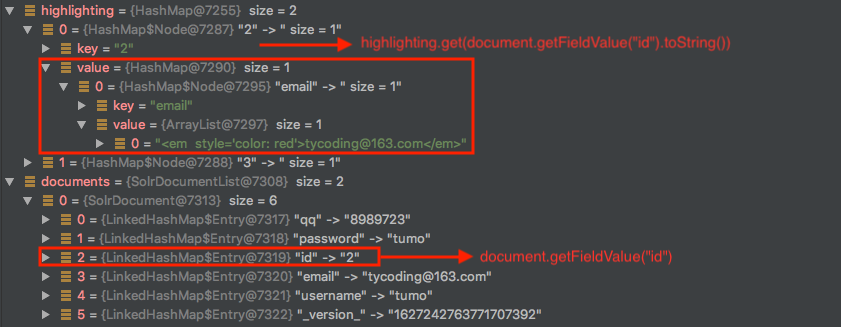 highlighting = {HashMap@7255} size = 2
0 = {HashMap$Node@7287} "2" -> " size = 1"
key = "2"
highlighting.get(document.getFieldValue("id").toString())
value = {HashMap@7290} size = 1
0 = {HashMap$Node@7295} "email" -> " size = 1"
key = "email"
value = {ArrayList@7297} size = 1
0 = "<em style='color: red'>tycoding@163.com</em>"
1 = {HashMap$Node@7288} "3" -> " size = 1"
documents = {SolrDocumentList@7308} size = 2
0 = {SolrDocument@7313} size = 6
0 = {LinkedHashMap$Entry@7317} "qq" -> "8989723"
1 = {LinkedHashMap$Entry@7318} "password" -> "tumo"
2 = {LinkedHashMap$Entry@7319} "id" -> "2"
document.getFieldValue("id")
3 = {LinkedHashMap$Entry@7320} "email" -> "tycoding@163.com"
4 = {LinkedHashMap$Entry@7321} "username" -> "tumo"
5 = {LinkedHashMap$Entry@7322} "_version_" -> "1627242763771707392"